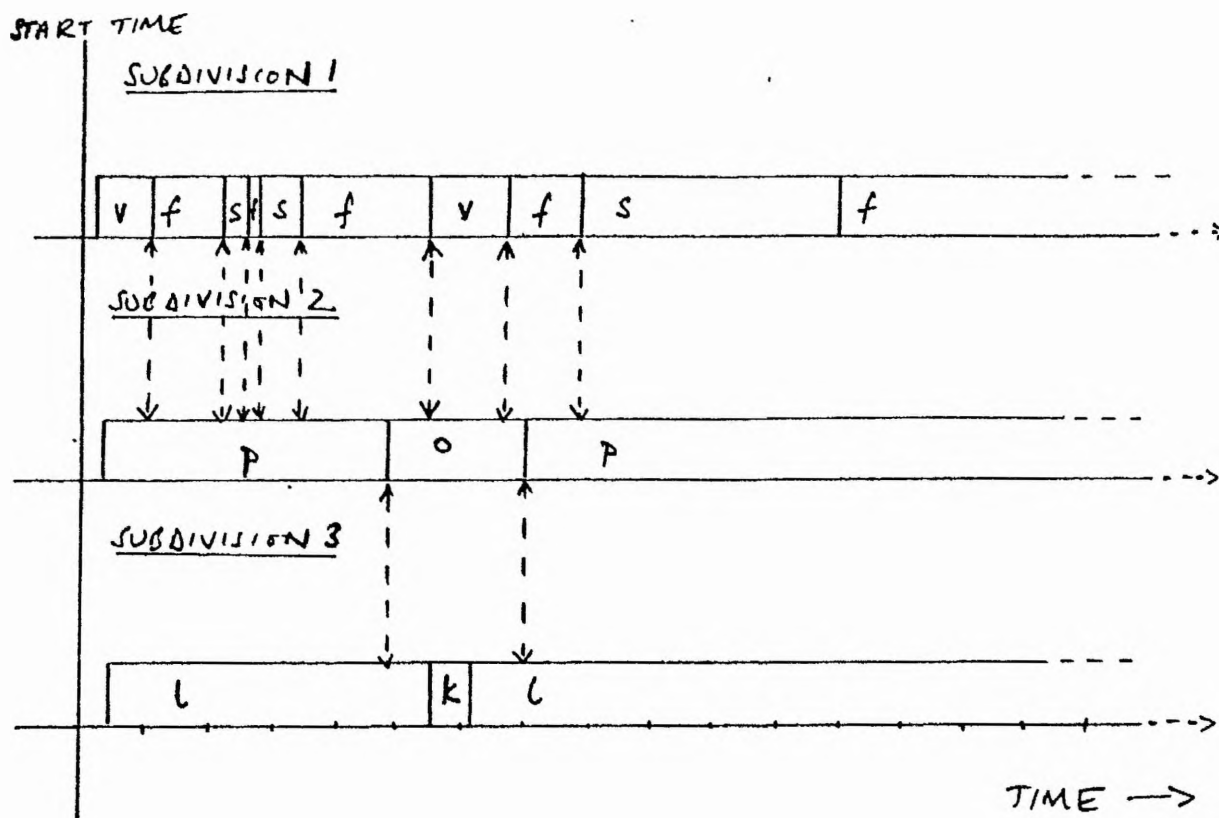 START TIME
SUBDIVISION 1
v f s f s f v f s f
SUBDIVISION 2
p o p
SUBDIVISION 3
l k l
TIME